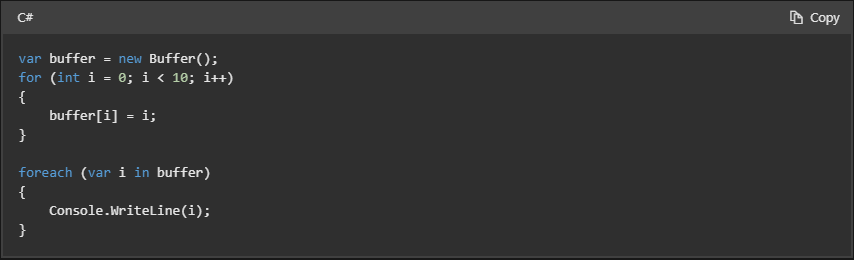 C#
Copy
var buffer = new Buffer();
for (int i = 0; i < 10; i++)
{
    buffer[i] = i;
}

foreach (var i in buffer)
{
    Console.WriteLine(i);
}